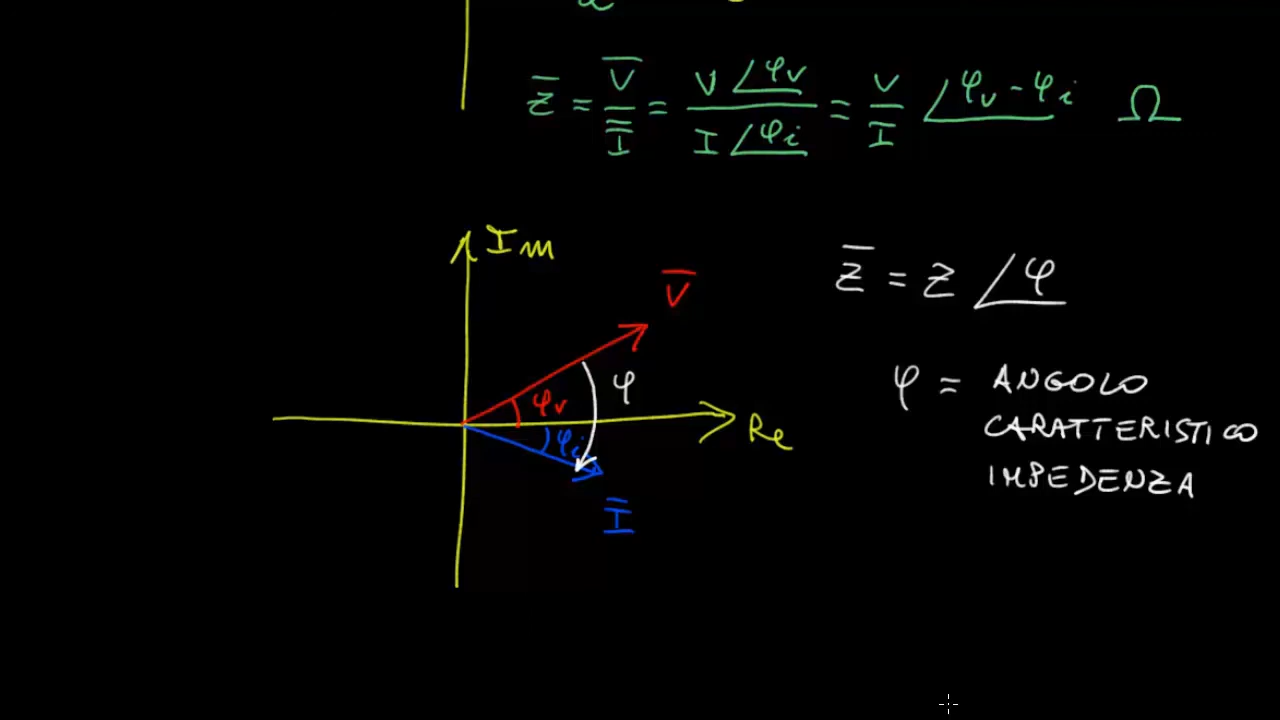 Z̅ = V̅ / I̅ = V∠φv / I∠φi = V / I ∠φv - φi Ω
Im
V̅
Z̅ = Z ∠φ
φ
φv
φ = ANGOLO
CARATTERISTICO
IMPEDENZA
Re
φi
I̅